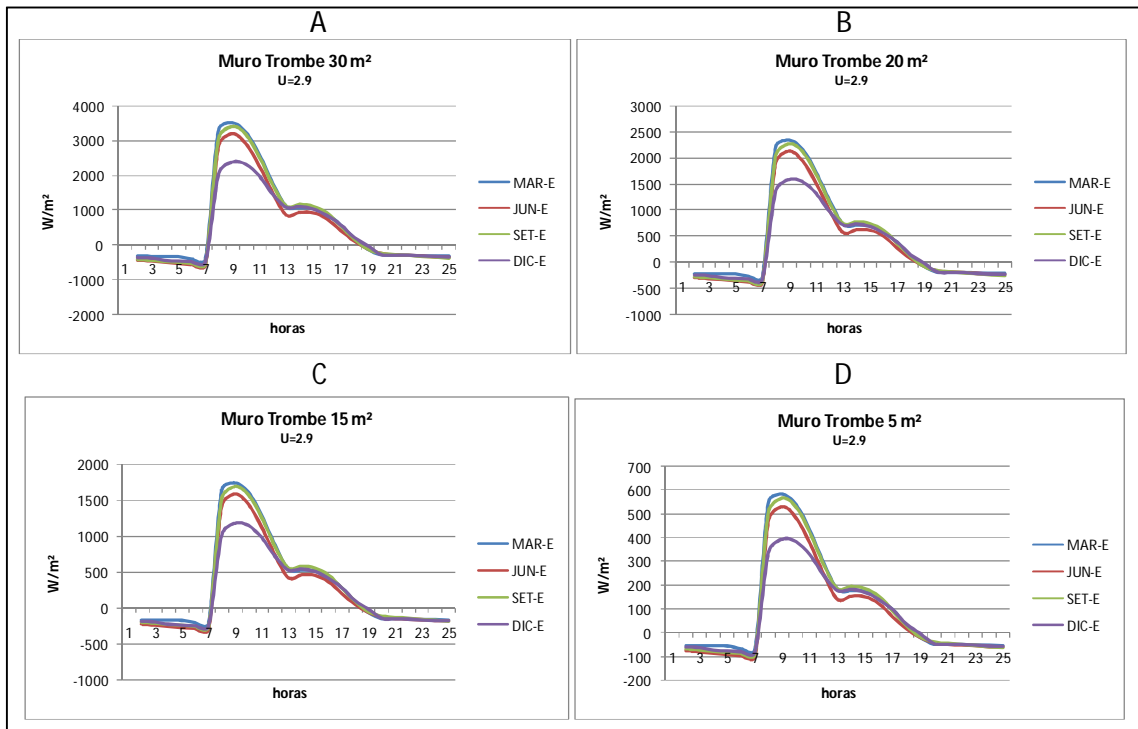 A
Muro Trombe 30 m²
U=2.9
4000
3000
2000
1000
0
-1000
-2000
W/m²
1 3 5 7 9 11 13 15 17 19 21 23 25
horas
MAR-E
JUN-E
SET-E
DIC-E
B
Muro Trombe 20 m²
U=2.9
3000
2500
2000
1500
1000
500
0
-500
-1000
W/m²
1 3 5 7 9 11 13 15 17 19 21 23 25
horas
MAR-E
JUN-E
SET-E
DIC-E
C
Muro Trombe 15 m²
U=2.9
2000
1500
1000
500
0
-500
-1000
W/m²
1 3 5 7 9 11 13 15 17 19 21 23 25
horas
MAR-E
JUN-E
SET-E
DIC-E
D
Muro Trombe 5 m²
U=2.9
700
600
500
400
300
200
100
0
-100
-200
W/m²
1 3 5 7 9 11 13 15 17 19 21 23 25
horas
MAR-E
JUN-E
SET-E
DIC-E